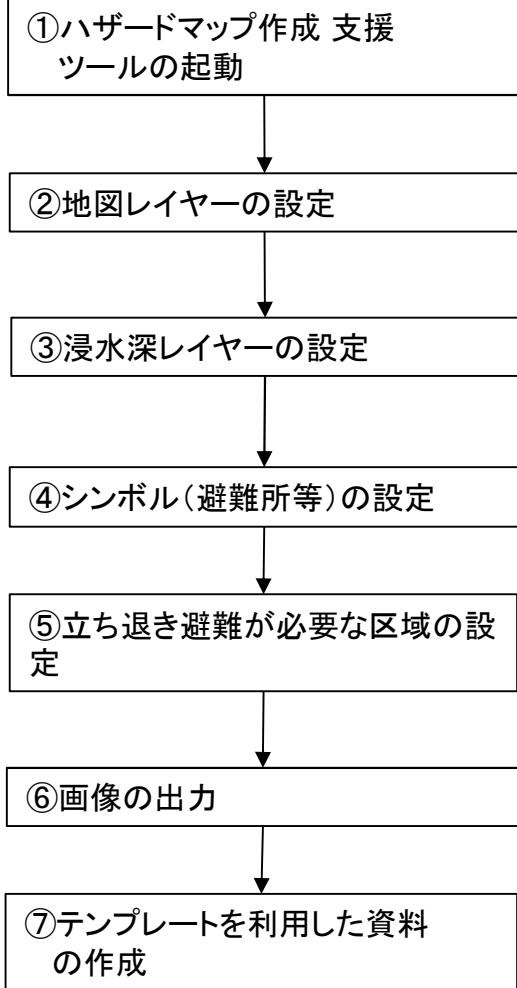 ①ハザードマップ作成 支援
ツールの起動
②地図レイヤーの設定
③浸水深レイヤーの設定
④シンボル(避難所等)の設定
⑤立ち退き避難が必要な区域の設
定
⑥画像の出力
⑦テンプレートを利用した資料
の作成